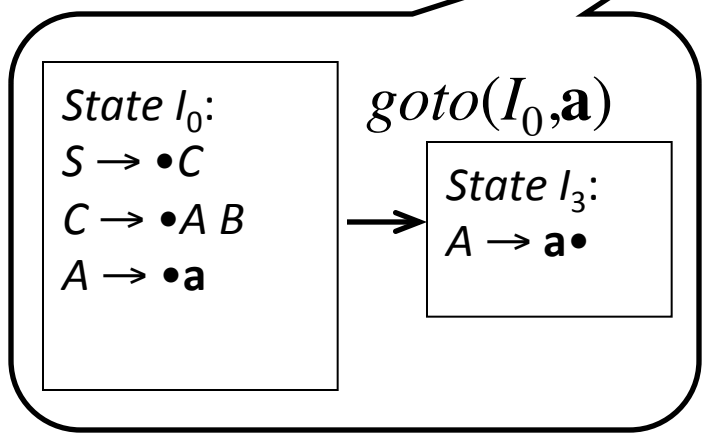 State I₀:
S → •C
C → •A B
A → •a
goto(I₀,a)
State I₃:
A → a•